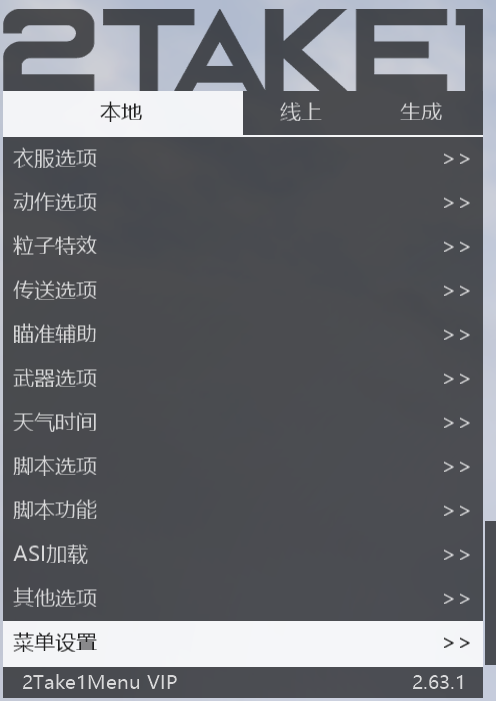 2TAKE1
本地 线上 生成
衣服选项 >>
动作选项 >>
粒子特效 >>
传送选项 >>
瞄准辅助 >>
武器选项 >>
天气时间 >>
脚本选项 >>
脚本功能 >>
ASI加载 >>
其他选项 >>
菜单设置 >>
2Take1Menu VIP 2.63.1